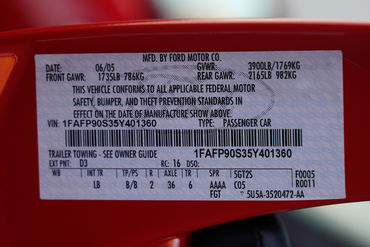 MFD. BY FORD MOTOR CO.
DATE: 06/05 GVWR: 3900LB/1769KG
FRONT GAWR: 1735LB 786KG REAR GAWR: 2165LB 982KG
THIS VEHICLE CONFORMS TO ALL APPLICABLE FEDERAL MOTOR
SAFETY, BUMPER, AND THEFT PREVENTION STANDARDS IN
EFFECT ON THE DATE OF MANUFACTURE SHOWN ABOVE.
VIN: 1FAFP90S35Y401360 TYPE: PASSENGER CAR
TRAILER TOWING - SEE OWNER GUIDE 1FAFP90S35Y401360
EXT PNT: D3 RC: 16 DSO:
WB INT TR TP/PS R AXLE TR SPR 5GT25 F0005
LB B/B 2 36 6 AAAA C05 R0011
FGT 5U5A-3520472-AA